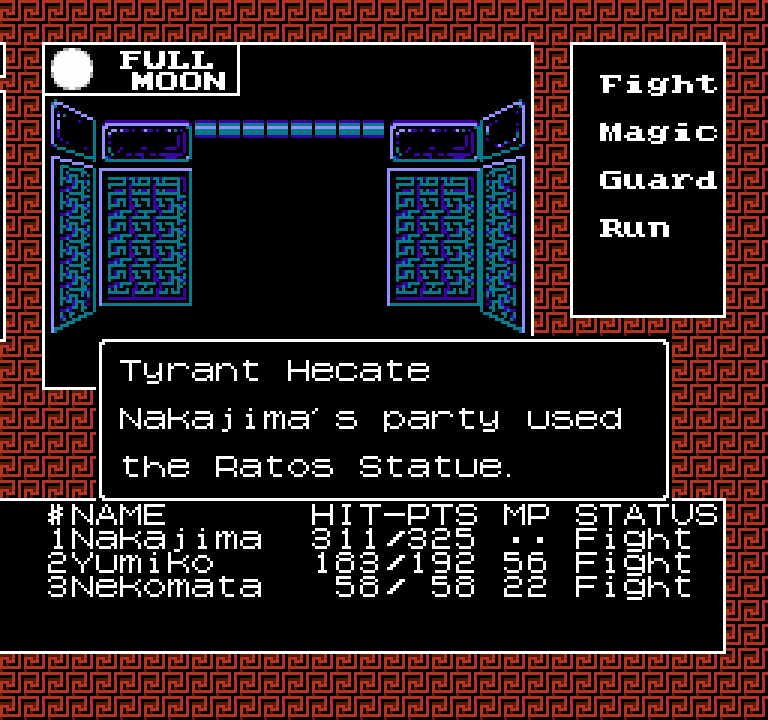 FULL
MOON
Fight
Magic
Guard
Run
Tyrant Hecate
Nakajima's party used
the Ratos Statue.
#NAME HIT-PTS MP STATUS
1Nakajima 311/325 .. Fight
2Yumiko 183/192 56 Fight
3Nekomata 58/ 58 22 Fight